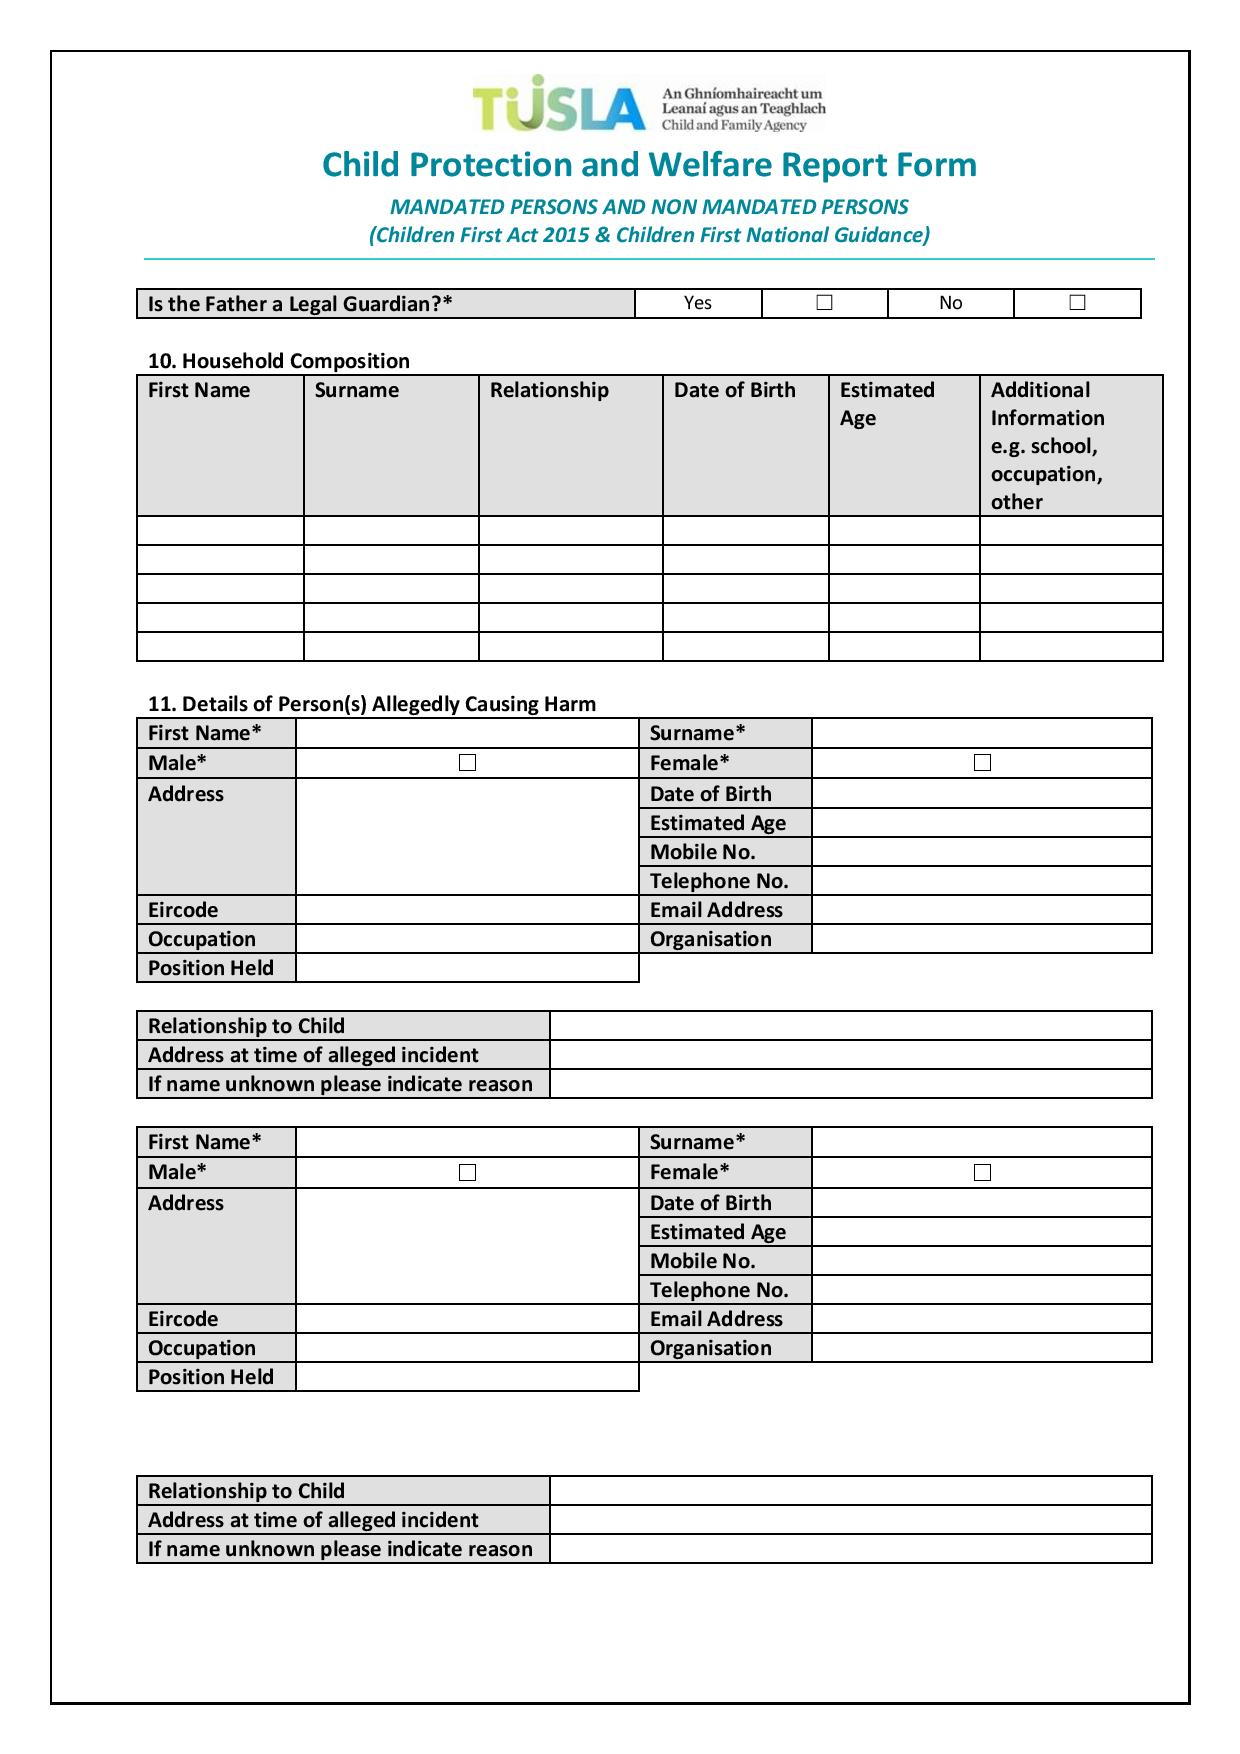 TUSLA
An Ghníomhaireacht um
Leanaí agus an Teaghlach
Child and Family Agency
Child Protection and Welfare Report Form
MANDATED PERSONS AND NON MANDATED PERSONS
(Children First Act 2015 & Children First National Guidance)
Is the Father a Legal Guardian?* Yes ☐ No ☐
10. Household Composition
First Name Surname Relationship Date of Birth Estimated Age Additional Information e.g. school, occupation, other
11. Details of Person(s) Allegedly Causing Harm
First Name* Surname*
Male* ☐ Female* ☐
Address Date of Birth
Estimated Age
Mobile No.
Telephone No.
Eircode Email Address
Occupation Organisation
Position Held
Relationship to Child
Address at time of alleged incident
If name unknown please indicate reason
First Name* Surname*
Male* ☐ Female* ☐
Address Date of Birth
Estimated Age
Mobile No.
Telephone No.
Eircode Email Address
Occupation Organisation
Position Held
Relationship to Child
Address at time of alleged incident
If name unknown please indicate reason